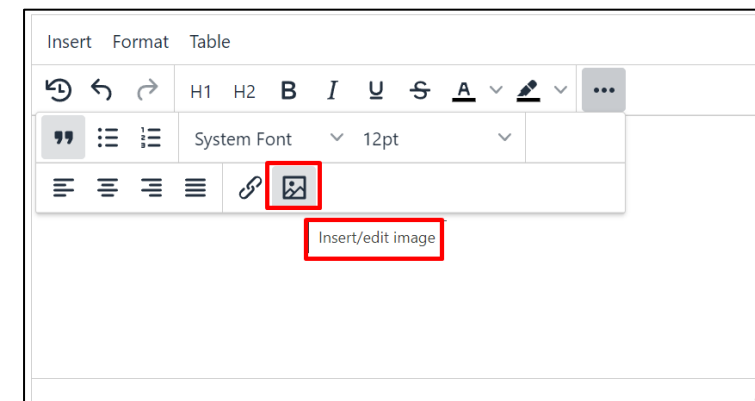 Insert Format Table
H1 H2 B I U S A
System Font 12pt
Insert/edit image